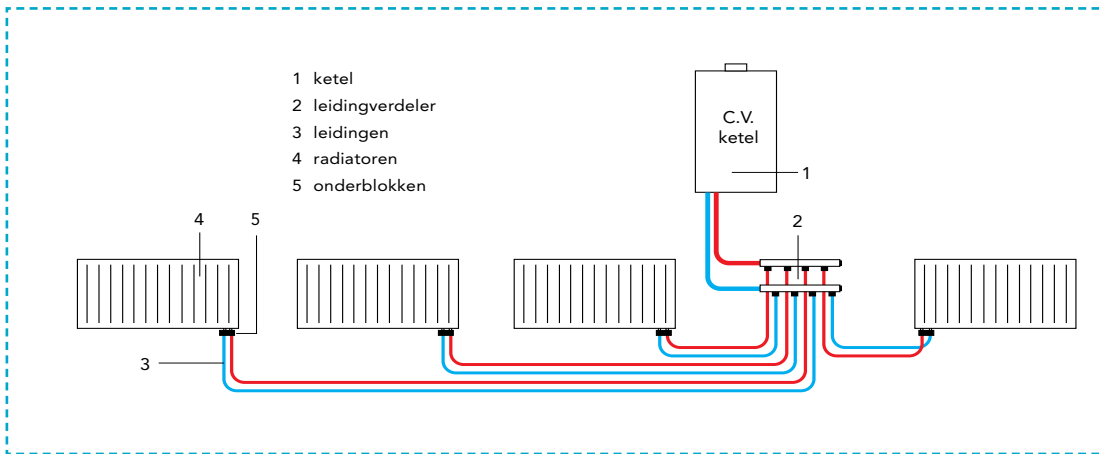 1 ketel
2 leidingverdeler
3 leidingen
4 radiatoren
5 onderblokken
C.V.
ketel
1
2
4
5
3